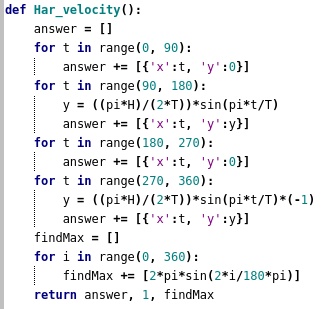 def Har_velocity():
    answer = []
    for t in range(0, 90):
        answer += [{'x':t, 'y':0}]
    for t in range(90, 180):
        y = ((pi*H)/(2*T))*sin(pi*t/T)
        answer += [{'x':t, 'y':y}]
    for t in range(180, 270):
        answer += [{'x':t, 'y':0}]
    for t in range(270, 360):
        y = ((pi*H)/(2*T))*sin(pi*t/T)*(-1)
        answer += [{'x':t, 'y':y}]
    findMax = []
    for i in range(0, 360):
        findMax += [2*pi*sin(2*i/180*pi)]
    return answer, 1, findMax